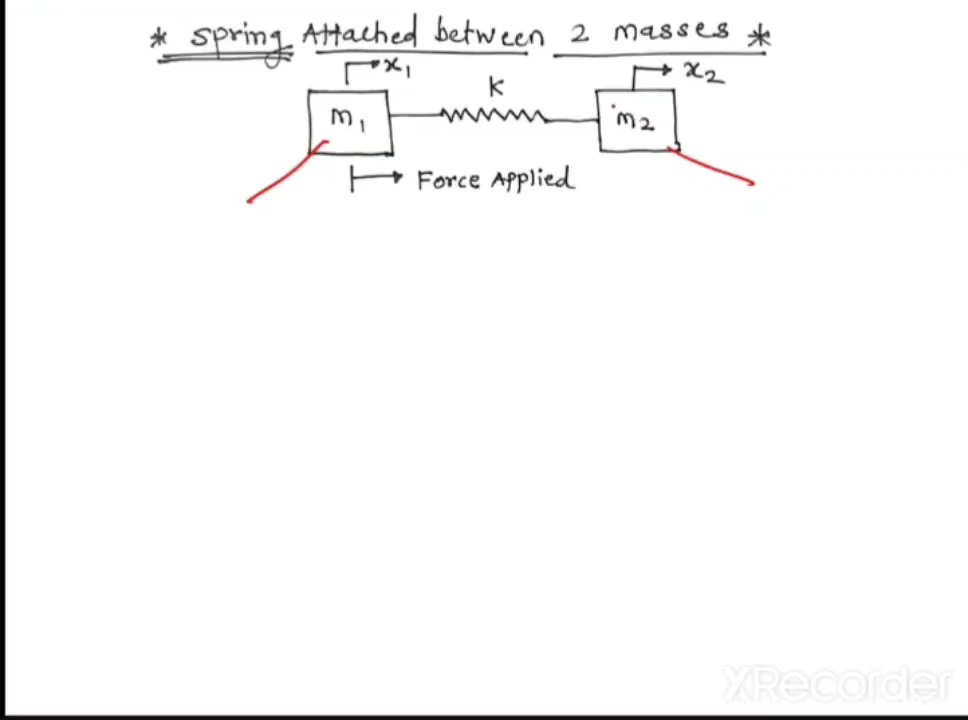 * Spring Attached between 2 masses *
x1 x2
K
m1 m2
Force Applied
XRecorder